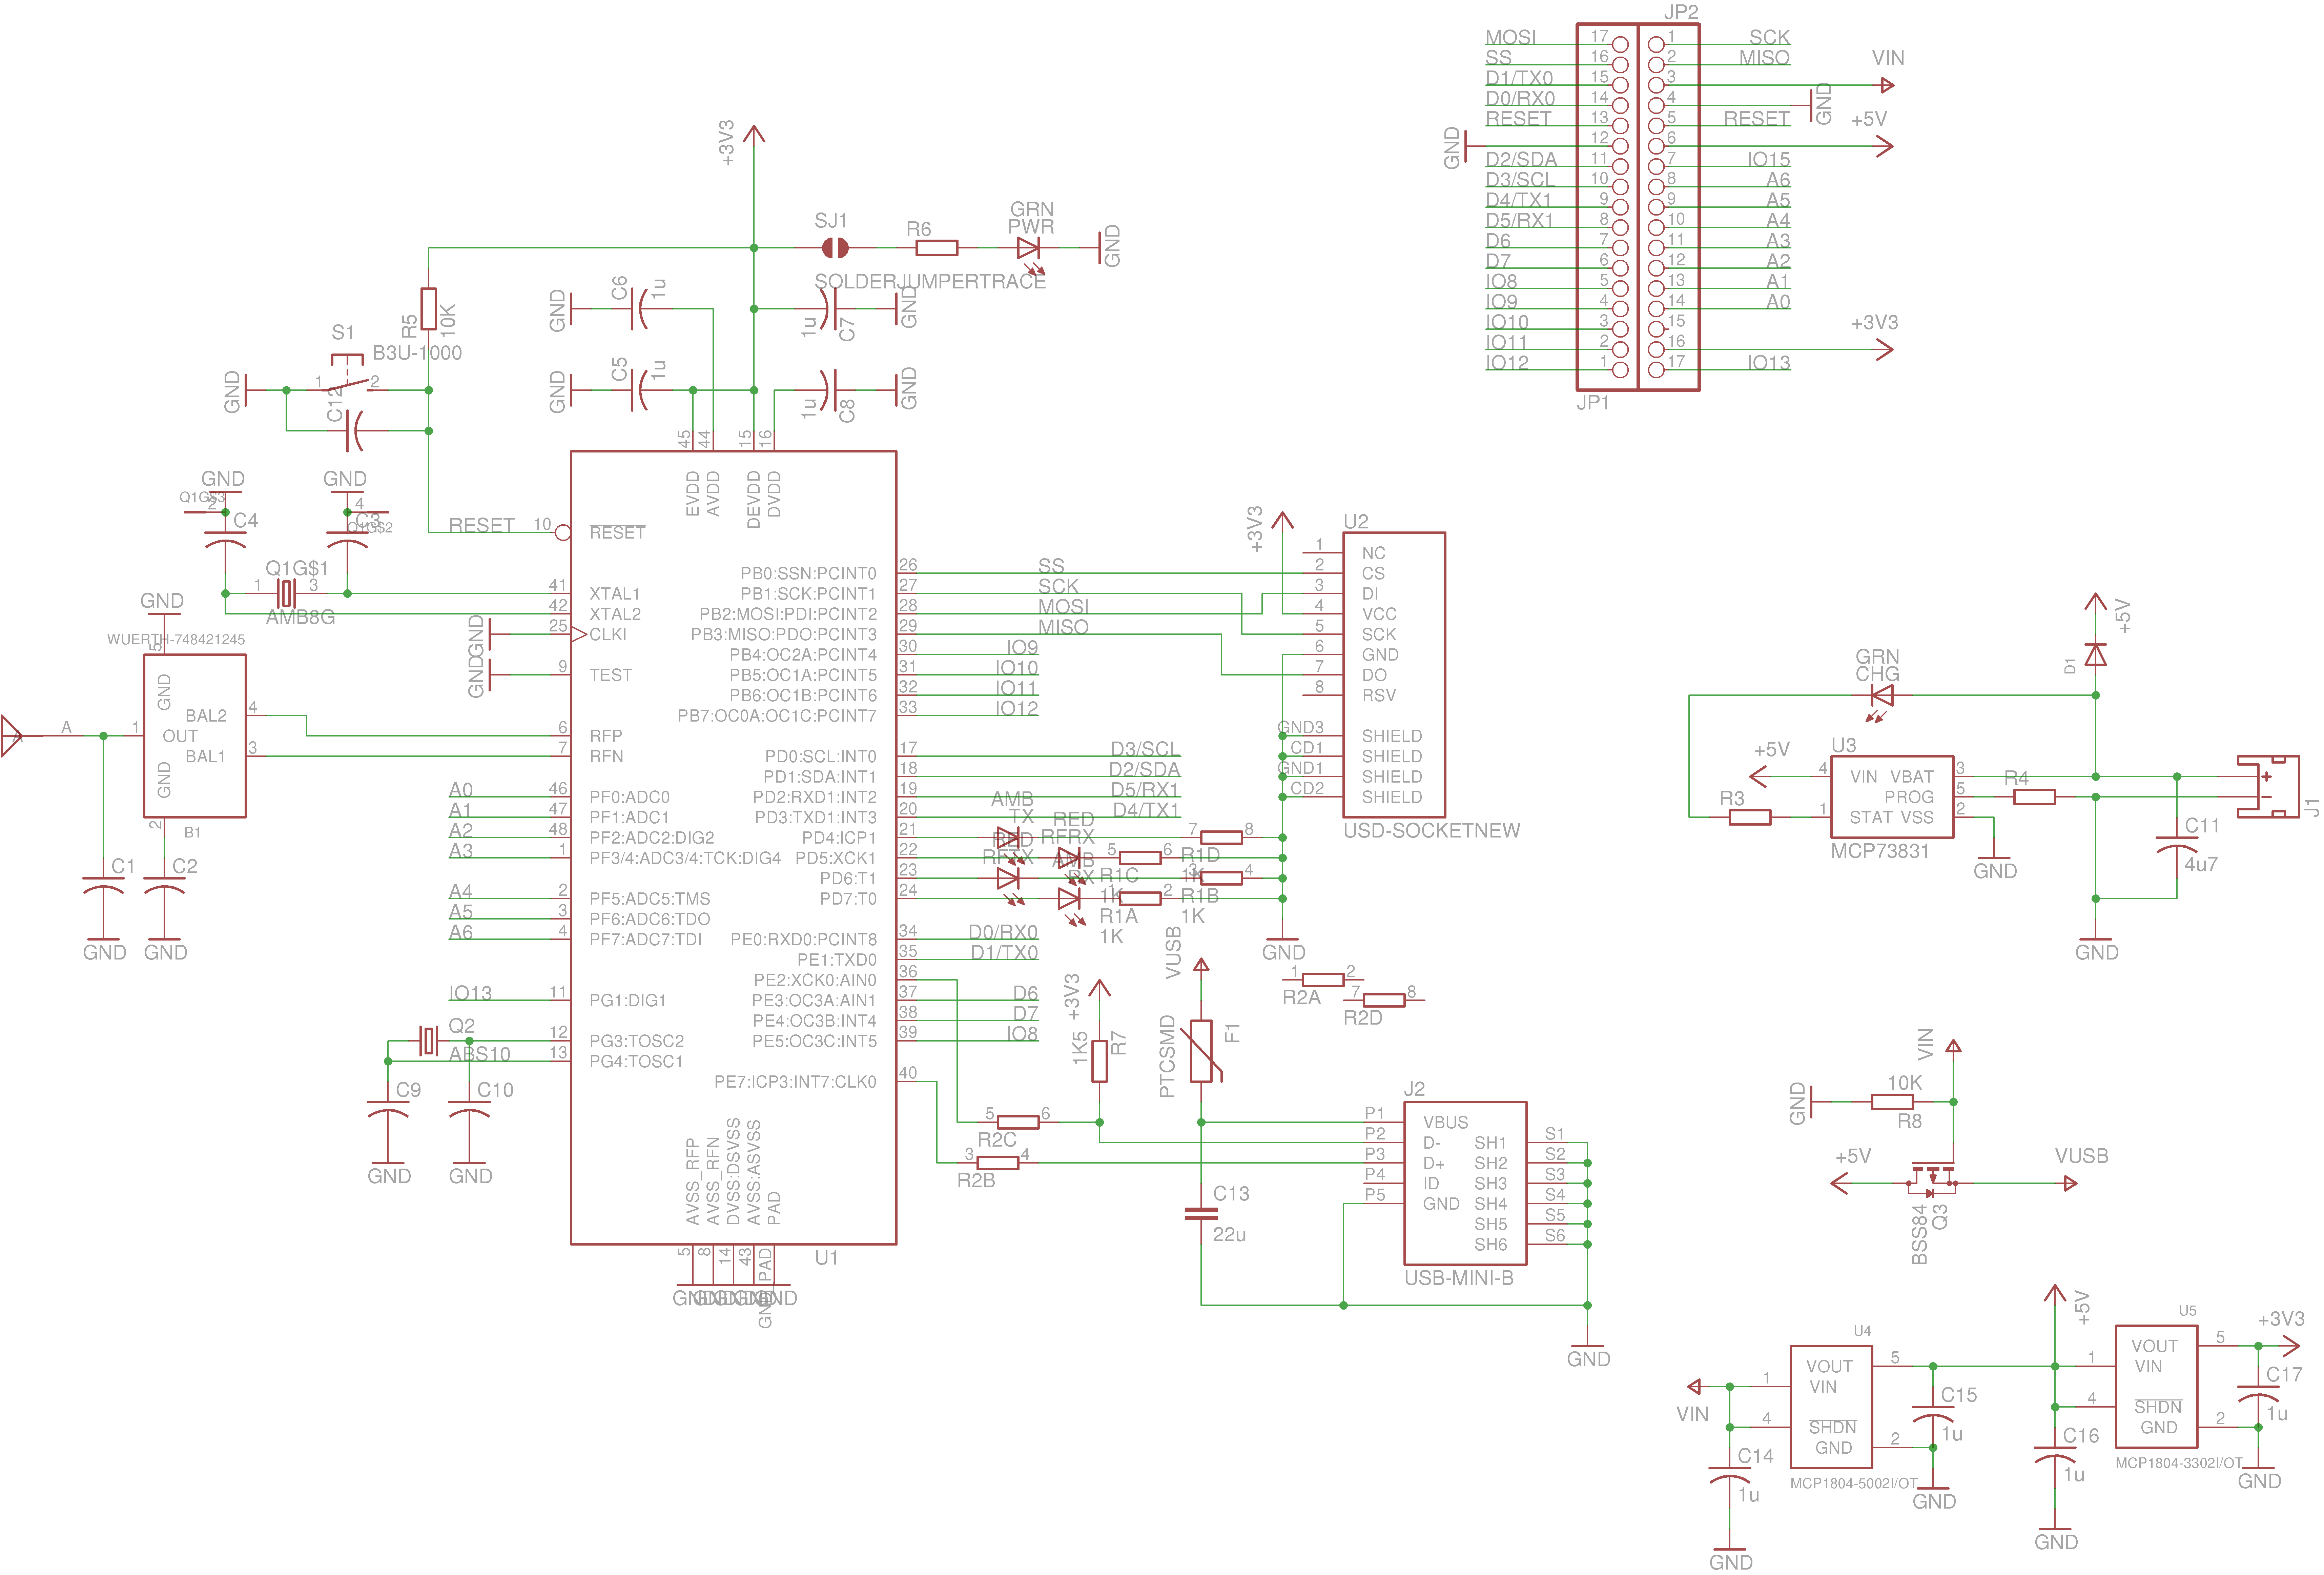 JP2
MOSI 17 1 SCK
SS 16 2 MISO
D1/TX0 15 3 VIN
D0/RX0 14 4 GND
RESET 13 5 RESET
GND 12 6 +5V
D2/SDA 11 7 IO15
D3/SCL 10 8 A6
D4/TX1 9 9 A5
D5/RX1 8 10 A4
D6 7 11 A3
D7 6 12 A2
IO8 5 13 A1
IO9 4 14 A0
IO10 3 15
IO11 2 16 +3V3
IO12 1 17 IO13
JP1
+3V3
SJ1
R6
GRN
PWR
GND
SOLDERJUMPERTRACE
GND C6 1u
1u C7 GND
GND C5 1u
1u C8 GND
R5 10K
S1
B3U-1000
GND 1 2
C12
45 44 15 16
EVDD AVDD DEVDD DVDD
GND GND
Q1G$3 2 4
C4 C3 Q1G$2
Q1G$1
1 3
AMB8G
RESET 10 RESET
41 XTAL1
42 XTAL2
GND 25 CLKI
GND 9 TEST
GND
WUERTH-748421245
5
GND
BAL2 4
A A 1 OUT
BAL1 3
GND
2 B1
6 RFP
7 RFN
C1 C2
GND GND
A0 46 PF0:ADC0
A1 47 PF1:ADC1
A2 48 PF2:ADC2:DIG2
A3 1 PF3/4:ADC3/4:TCK:DIG4
A4 2 PF5:ADC5:TMS
A5 3 PF6:ADC6:TDO
A6 4 PF7:ADC7:TDI
IO13 11 PG1:DIG1
Q2
ABS10
12 PG3:TOSC2
13 PG4:TOSC1
C9 C10
GND GND
PB0:SSN:PCINT0 26 SS
PB1:SCK:PCINT1 27 SCK
PB2:MOSI:PDI:PCINT2 28 MOSI
PB3:MISO:PDO:PCINT3 29 MISO
PB4:OC2A:PCINT4 30 IO9
PB5:OC1A:PCINT5 31 IO10
PB6:OC1B:PCINT6 32 IO11
PB7:OC0A:OC1C:PCINT7 33 IO12
PD0:SCL:INT0 17 D3/SCL
PD1:SDA:INT1 18 D2/SDA
PD2:RXD1:INT2 19 D5/RX1
PD3:TXD1:INT3 20 D4/TX1
PD4:ICP1 21
PD5:XCK1 22
PD6:T1 23
PD7:T0 24
AMB
TX
RED
RFRX
RED
RFTX
AMB
RX
7 8
5 6 R1D
1K
3 4
R1C
1K
1 2 R1B
1K
R1A
1K
PE0:RXD0:PCINT8 34 D0/RX0
PE1:TXD0 35 D1/TX0
PE2:XCK0:AIN0 36
PE3:OC3A:AIN1 37 D6
PE4:OC3B:INT4 38 D7
PE5:OC3C:INT5 39 IO8
PE7:ICP3:INT7:CLK0 40
AVSS_RFP AVSS_RFN DVSS:DSVSS AVSS:ASVSS PAD
5 8 14 43 GND_PAD
GND GND GND GND GND
U1
+3V3
U2
1 NC
2 CS
3 DI
4 VCC
5 SCK
6 GND
7 DO
8 RSV
GND3 SHIELD
CD1 SHIELD
GND1 SHIELD
CD2 SHIELD
USD-SOCKETNEW
GND
1 2
R2A
7 8
R2D
+3V3
1K5 R7
VUSB
PTCSMD F1
5 6
R2C
3 4
R2B
C13
22u
J2
P1 VBUS
P2 D-
P3 D+
P4 ID
P5 GND
SH1 S1
SH2 S2
SH3 S3
SH4 S4
SH5 S5
SH6 S6
USB-MINI-B
GND
+5V
D1
GRN
CHG
+5V
U3
4 VIN VBAT 3
PROG 5
1 STAT VSS 2
MCP73831
R3
R4
GND
C11
4u7
J1
+ -
GND
VIN
GND
10K
R8
+5V
VUSB
BSS84
Q3
+5V
U4
VOUT 5
1 VIN
4 SHDN
GND 2
MCP1804-5002I/OT
VIN
C14
1u
GND
C15
1u
GND
C16
1u
GND
U5
VOUT 5
1 VIN
4 SHDN
GND 2
MCP1804-3302I/OT
+3V3
C17
1u
GND